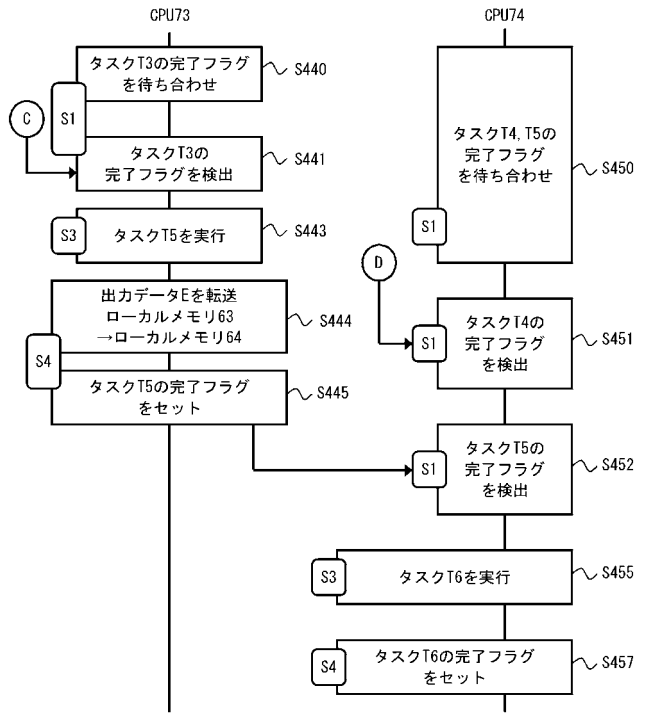 CPU73
タスクT3の完了フラグ
を待ち合わせ
S440
S1
C
タスクT3の
完了フラグを検出
S441
S3
タスクT5を実行
S443
出力データEを転送
ローカルメモリ63
→ローカルメモリ64
S444
S4
タスクT5の完了フラグ
をセット
S445
CPU74
タスクT4,T5の
完了フラグ
を待ち合わせ
S450
S1
D
S1
タスクT4の
完了フラグ
を検出
S451
S1
タスクT5の
完了フラグ
を検出
S452
S3
タスクT6を実行
S455
S4
タスクT6の完了フラグ
をセット
S457